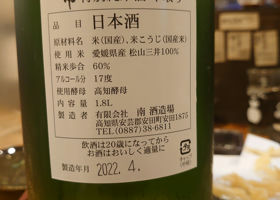 品目 日本酒
原材料名 米(国産)、米こうじ(国産米)
使用米 愛媛県産 松山三井100%
精米歩合 60%
アルコール分 17度
使用酵母 高知酵母
内容量 1.8L
製造者 有限会社 南酒造場
高知県安芸郡安田町安田1875
TEL(0887)38-6811
飲酒は20歳になってから
お酒はおいしく適量に
製造年月 2022.4.